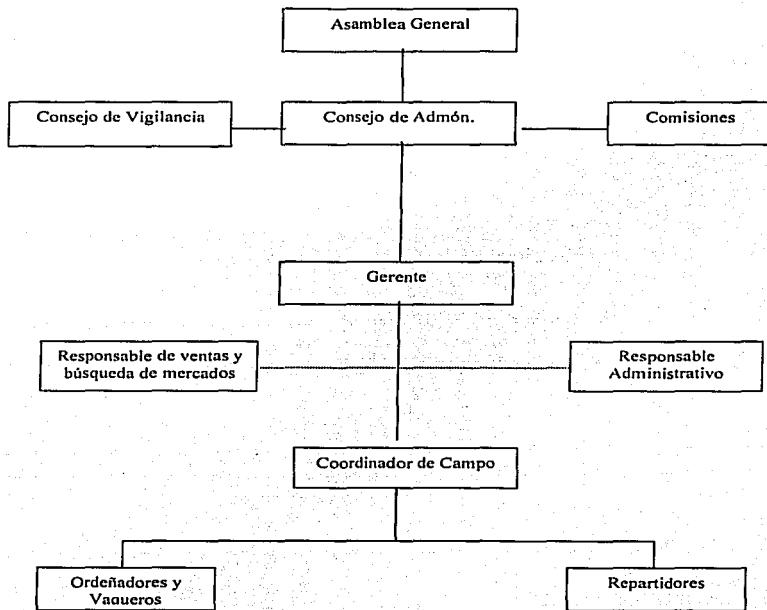 Asamblea General
Consejo de Vigilancia
Consejo de Admón.
Comisiones
Gerente
Responsable de ventas y
búsqueda de mercados
Responsable
Administrativo
Coordinador de Campo
Ordeñadores y
Vaqueros
Repartidores